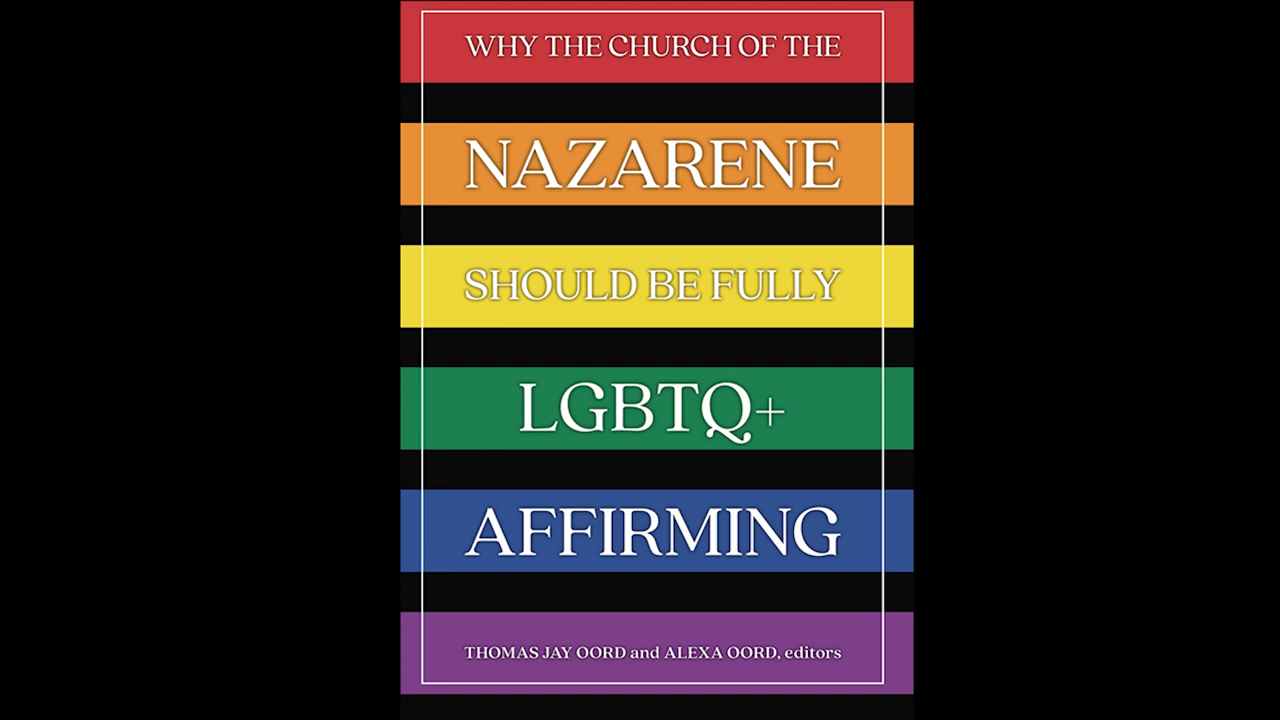 WHY THE CHURCH OF THE
NAZARENE
SHOULD BE FULLY
LGBTQ+
AFFIRMING
THOMAS JAY OORD and ALEXA OORD, editors